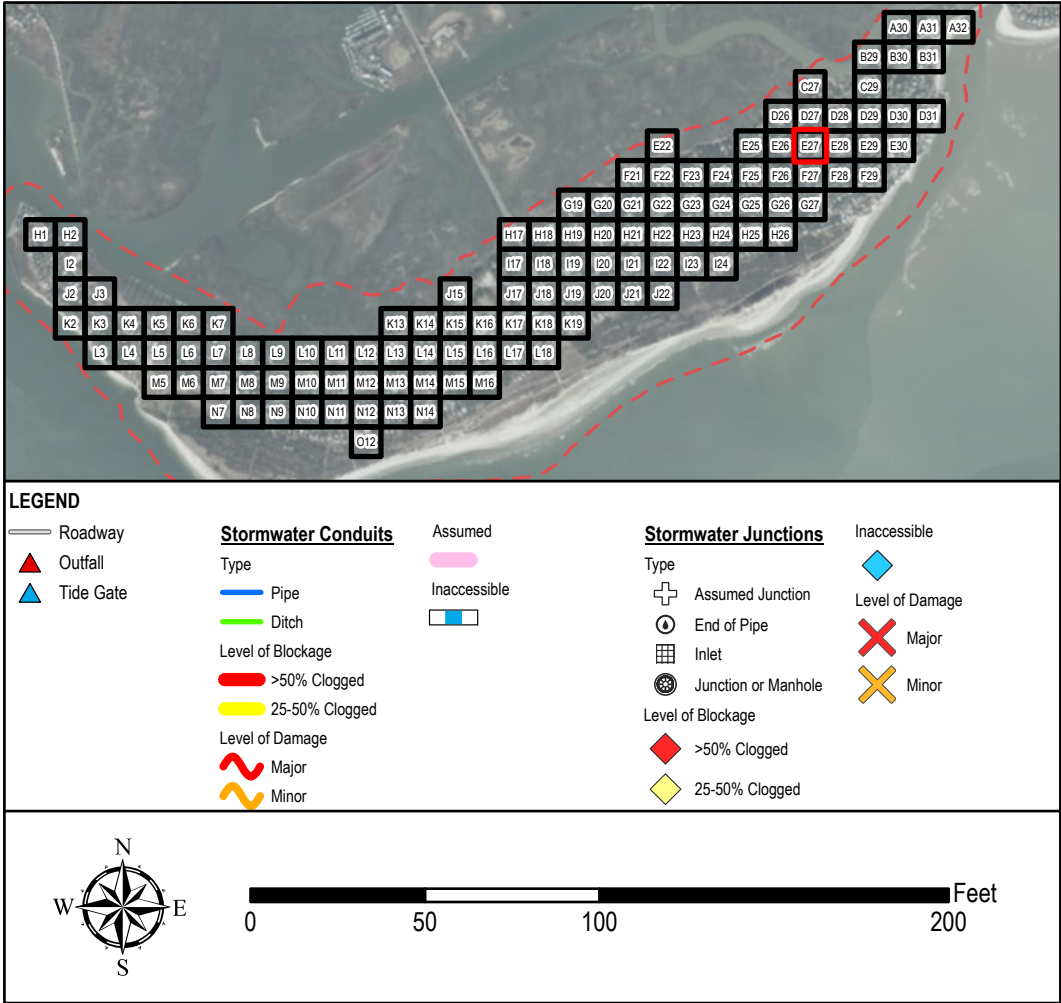 A30 A31 A32
B29 B30 B31
C27 C29
D26 D27 D28 D29 D30 D31
E22 E25 E26 E27 E28 E29 E30
F21 F22 F23 F24 F25 F26 F27 F28 F29
G19 G20 G21 G22 G23 G24 G25 G26 G27
H1 H2 H17 H18 H19 H20 H21 H22 H23 H24 H25 H26
I2 I17 I18 I19 I20 I21 I22 I23 I24
J2 J3 J15 J17 J18 J19 J20 J21 J22
K2 K3 K4 K5 K6 K7 K13 K14 K15 K16 K17 K18 K19
L3 L4 L5 L6 L7 L8 L9 L10 L11 L12 L13 L14 L15 L16 L17 L18
M5 M6 M7 M8 M9 M10 M11 M12 M13 M14 M15 M16
N7 N8 N9 N10 N11 N12 N13 N14
O12
LEGEND
Roadway
Outfall
Tide Gate
Stormwater Conduits
Type
Pipe
Ditch
Level of Blockage
>50% Clogged
25-50% Clogged
Level of Damage
Major
Minor
Assumed
Inaccessible
Stormwater Junctions
Type
Assumed Junction
End of Pipe
Inlet
Junction or Manhole
Level of Blockage
>50% Clogged
25-50% Clogged
Inaccessible
Level of Damage
Major
Minor
N
W E
S
Feet
0 50 100 200